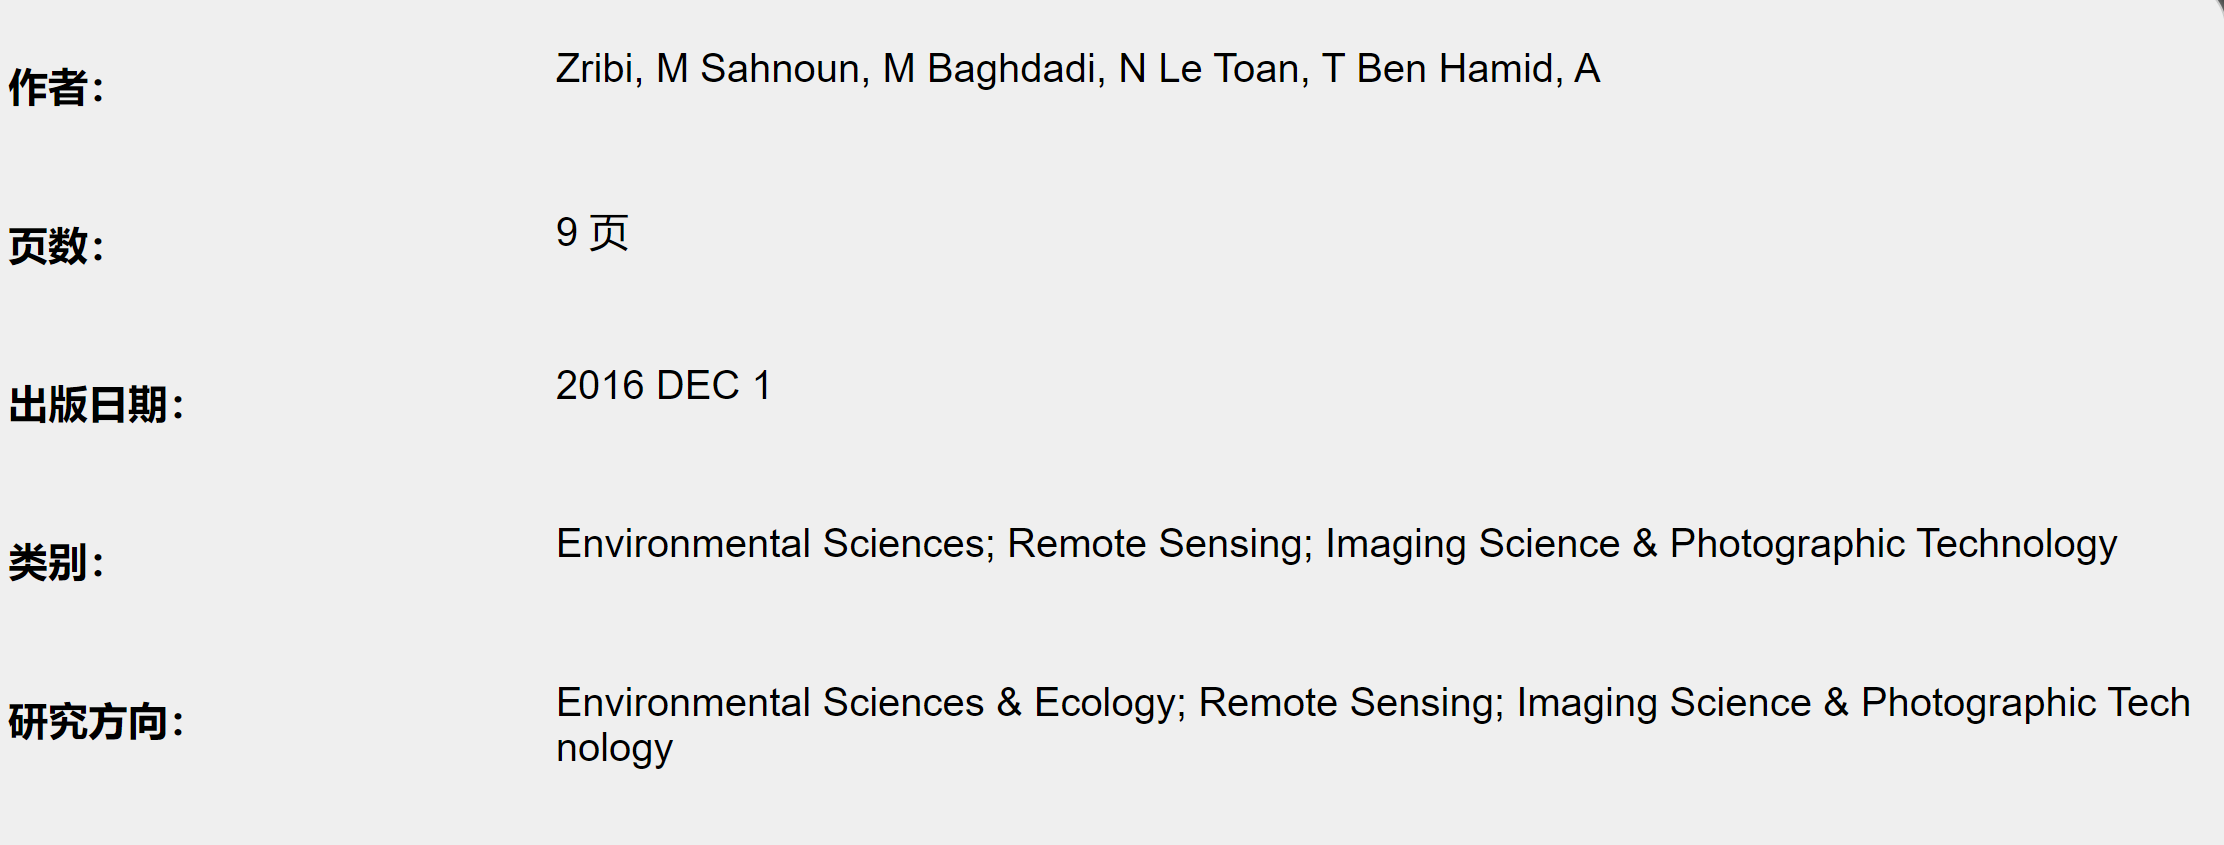 作者：
Zribi, M Sahnoun, M Baghdadi, N Le Toan, T Ben Hamid, A
页数：
9 页
出版日期：
2016 DEC 1
类别：
Environmental Sciences; Remote Sensing; Imaging Science & Photographic Technology
研究方向：
Environmental Sciences & Ecology; Remote Sensing; Imaging Science & Photographic Tech
nology